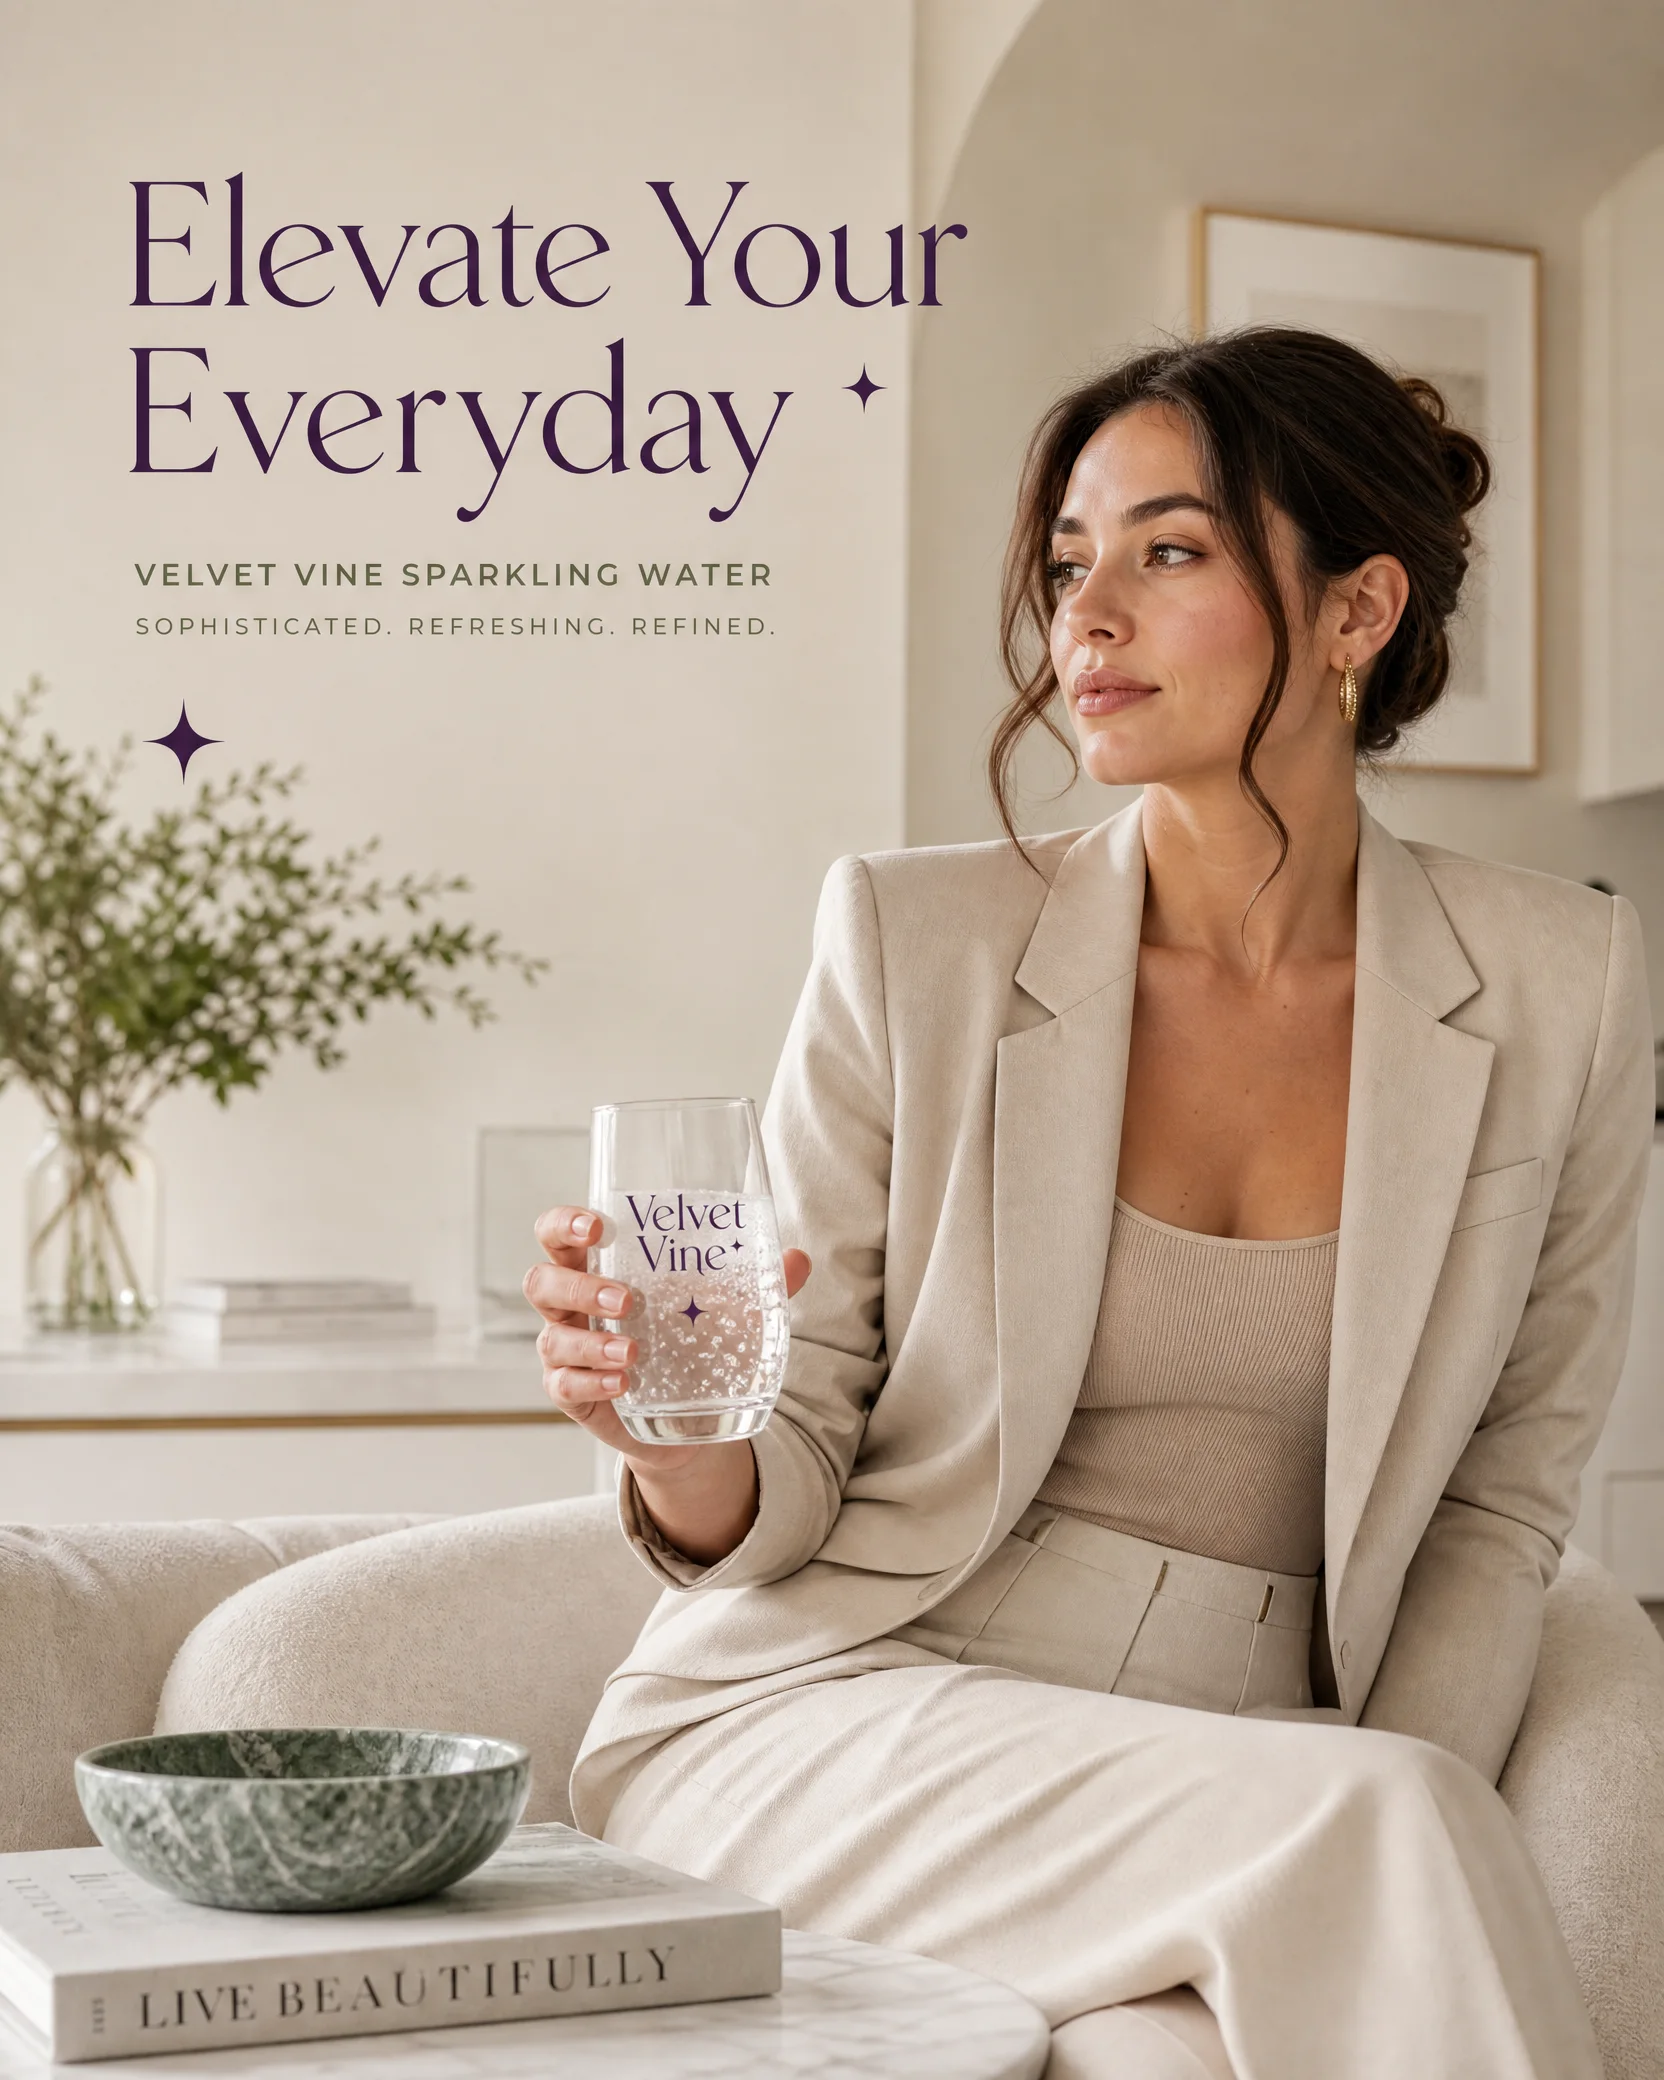 Elevate Your
Everyday
VELVET VINE SPARKLING WATER
SOPHISTICATED. REFRESHING. REFINED.
Velvet
Vine
LIVE BEAUTIFULLY